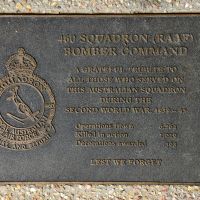 460 SQUADRON (RAAF)
BOMBER COMMAND
A GRATEFUL TRIBUTE TO
ALL THOSE WHO SERVED ON
THIS AUSTRALIAN SQUADRON
DURING THE
SECOND WORLD WAR
Operations flown
Killed in action
Decorations awarded
LEST WE FORGET